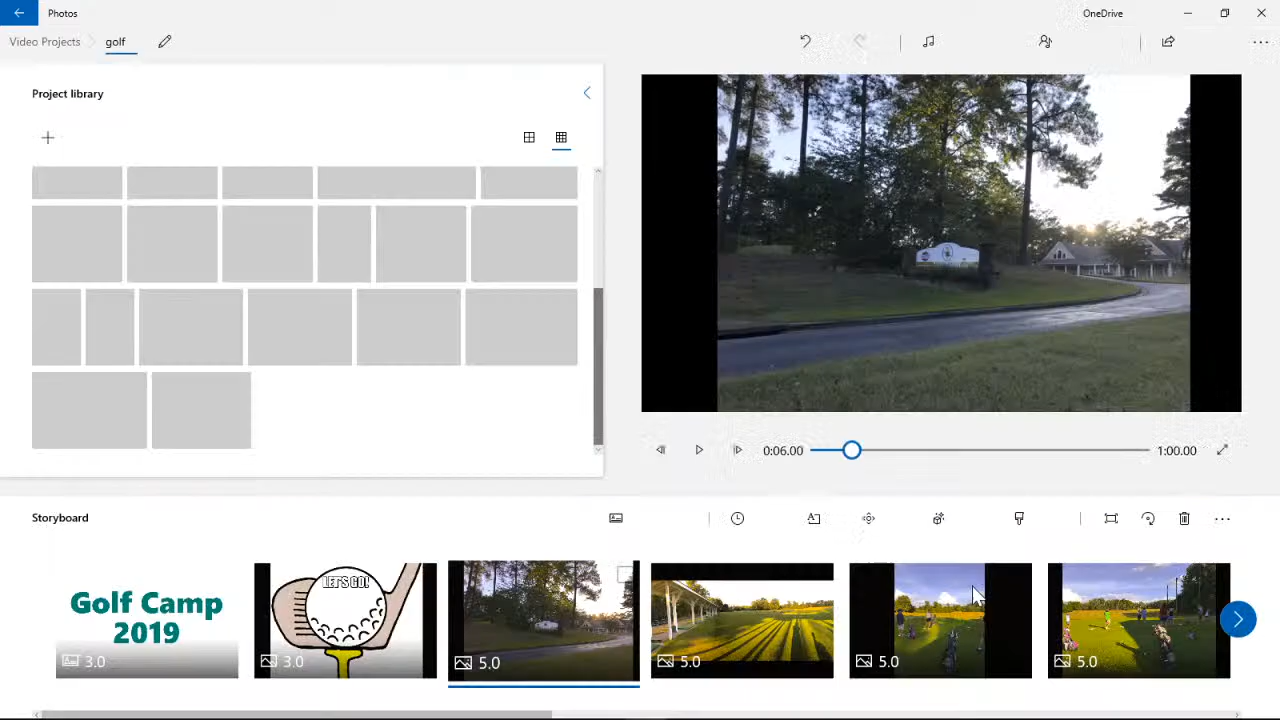 Photos
OneDrive
Video Projects
golf
Project library
0:06.00
1:00.00
Storyboard
Golf Camp
2019
3.0
LET'S GO!
3.0
5.0
5.0
5.0
5.0